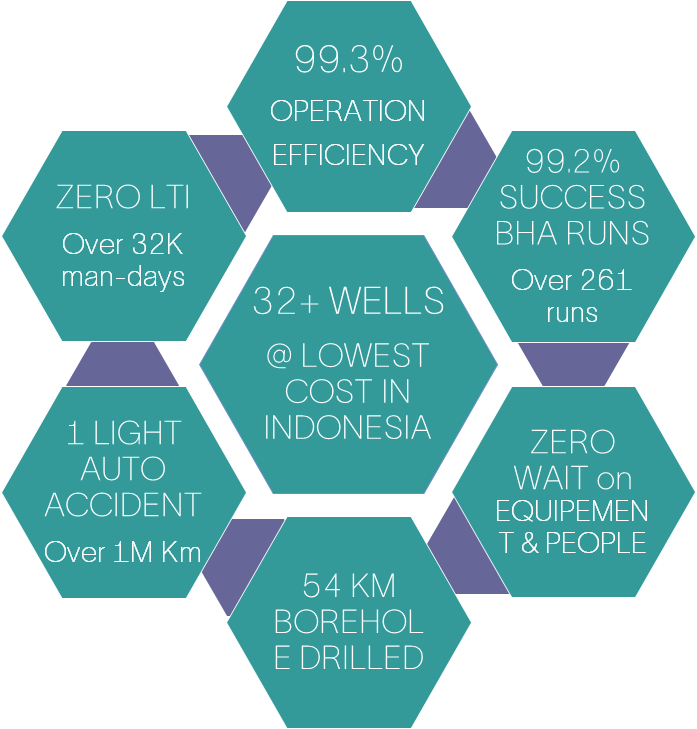 99.3%
OPERATION
EFFICIENCY
99.2%
SUCCESS
BHA RUNS
Over 261
runs
ZERO
WAIT on
EQUIPEMEN
T & PEOPLE
54 KM
BOREHOL
E DRILLED
1 LIGHT
AUTO
ACCIDENT
Over 1M Km
ZERO LTI
Over 32K
man-days
32+ WELLS
@ LOWEST
COST IN
INDONESIA